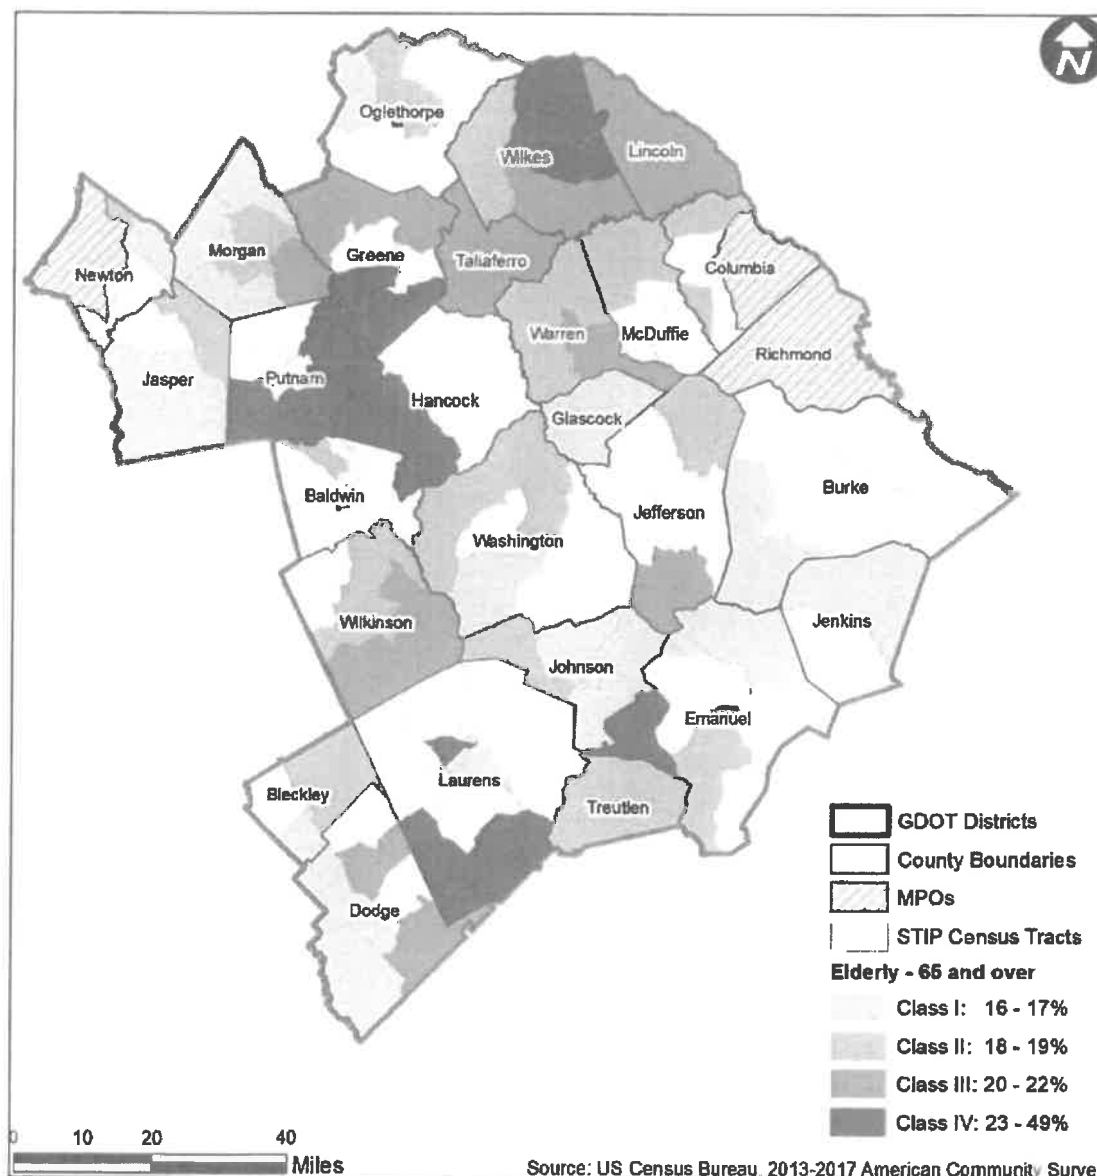 N
Oglethorpe
Wilkes
Lincoln
Morgan
Greene
Taliaferro
Newton
Columbia
Warren
McDuffie
Richmond
Jasper
Putnam
Hancock
Glascock
Baldwin
Burke
Jefferson
Washington
Wilkinson
Jenkins
Johnson
Emanuel
Laurens
Bleckley
Treutlen
Dodge
GDOT Districts
County Boundaries
MPOs
STIP Census Tracts
Elderly - 65 and over
Class I: 16 - 17%
Class II: 18 - 19%
Class III: 20 - 22%
Class IV: 23 - 49%
0 10 20 40
Miles
Source: US Census Bureau, 2013-2017 American Community Surve